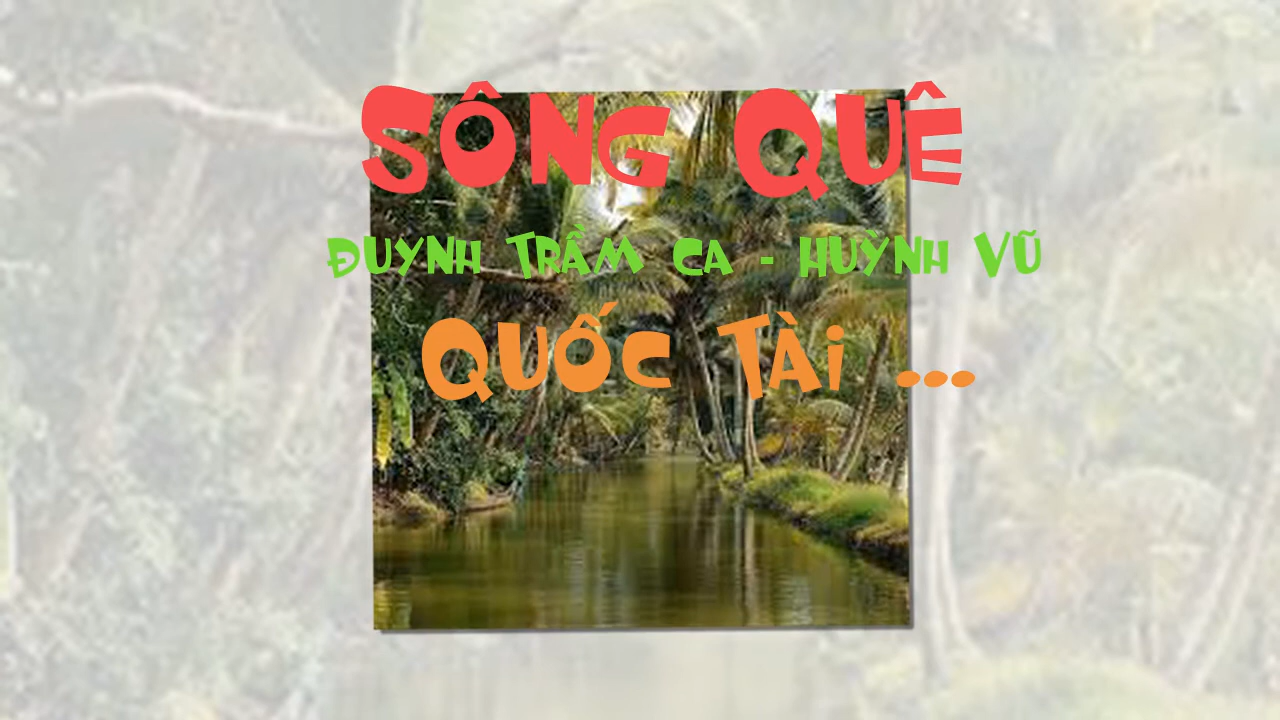 SÔNG QUÊ
ĐUYNH TRẦM CA - HUỲNH VŨ
QUỐC TÀI ...